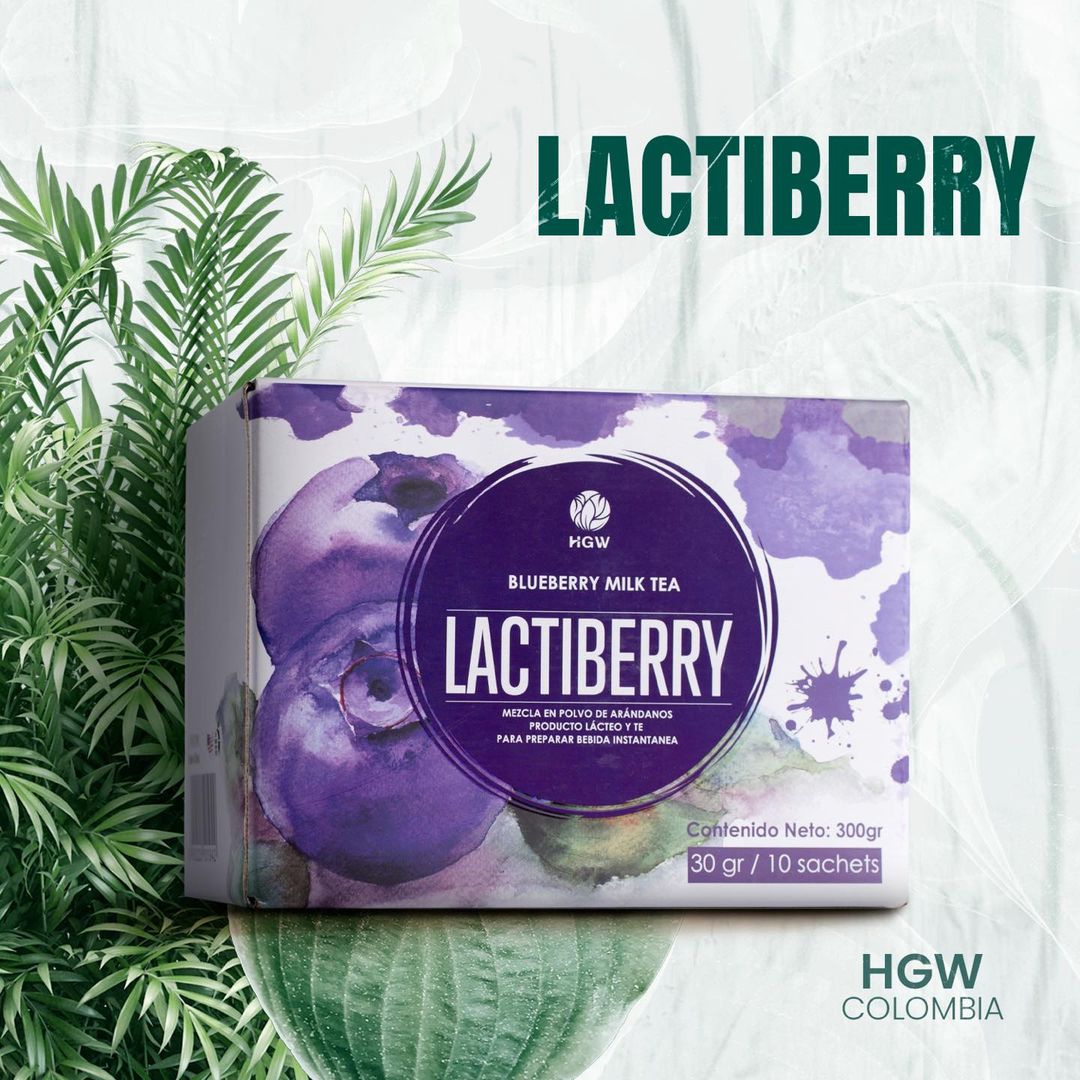 LACTIBERRY
HGW
BLUEBERRY MILK TEA
LACTIBERRY
MEZCLA EN POLVO DE ARÁNDANOS
PRODUCTO LÁCTEO Y TE
PARA PREPARAR BEBIDA INSTANTANEA
Contenido Neto: 300gr
30 gr / 10 sachets
HGW
COLOMBIA